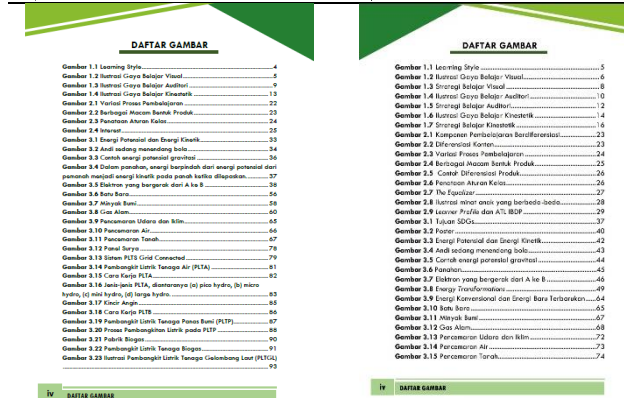 DAFTAR GAMBAR
Gambar 1.1 Learning Style 4
Gambar 1.2 Ilustrasi Gaya Belajar Visual 5
Gambar 1.3 Ilustrasi Gaya Belajar Auditori 9
Gambar 1.4 Ilustrasi Gaya Belajar Kinestetik 13
Gambar 2.1 Variasi Proses Pembelajaran 22
Gambar 2.2 Berbagai Macam Bentuk Produk 23
Gambar 2.3 Penataan Aturan Kelas 24
Gambar 2.4 Interest 25
Gambar 3.1 Energi Potensial dan Energi Kinetik 33
Gambar 3.2 Andi sedang menendang bola 34
Gambar 3.3 Contoh energi potensial gravitasi 36
Gambar 3.4 Dalam panahan, energi berpindah dari energi potensial dari
pemanah menjadi energi kinetik pada panah ketika dilepaskan. 37
Gambar 3.5 Elektron yang bergerak dari A ke B 38
Gambar 3.6 Batu Bara 56
Gambar 3.7 Minyak Bumi 58
Gambar 3.8 Gas Alam 60
Gambar 3.9 Pencemaran Udara dan Iklim 65
Gambar 3.10 Pencemaran Air 66
Gambar 3.11 Pencemaran Tanah 67
Gambar 3.12 Panel Surya 78
Gambar 3.13 Sistem PLTS Grid Connected 79
Gambar 3.14 Pembangkit Listrik Tenaga Air (PLTA) 81
Gambar 3.15 Cara Kerja PLTA 82
Gambar 3.16 Jenis-jenis PLTA, diantaranya (a) pico hydro, (b) micro
hydro, (c) mini hydro, (d) large hydro. 83
Gambar 3.17 Kincir Angin 85
Gambar 3.18 Cara Kerja PLTB 86
Gambar 3.19 Pembangkit Listrik Tenaga Panas Bumi (PLTP) 87
Gambar 3.20 Proses Pembangkitan Listrik pada PLTP 88
Gambar 3.21 Pabrik Biogas 90
Gambar 3.22 Pembangkit Listrik Tenaga Biogas 91
Gambar 3.23 Ilustrasi Pembangkit Listrik Tenaga Gelombang Laut (PLTGL)
93
iv DAFTAR GAMBAR
DAFTAR GAMBAR
Gambar 1.1 Learning Style 5
Gambar 1.2 Ilustrasi Gaya Belajar Visual 6
Gambar 1.3 Strategi Belajar Visual 8
Gambar 1.4 Ilustrasi Gaya Belajar Auditori 10
Gambar 1.5 Strategi Belajar Auditori 12
Gambar 1.6 Ilustrasi Gaya Belajar Kinestetik 14
Gambar 1.7 Strategi Belajar Kinestetik 16
Gambar 2.1 Komponen Pembelajaran Berdiferensiasi 23
Gambar 2.2 Diferensiasi Konten 23
Gambar 2.3 Variasi Proses Pembelajaran 24
Gambar 2.4 Berbagai Macam Bentuk Produk 25
Gambar 2.5 Contoh Diferensiasi Produk 26
Gambar 2.6 Penataan Aturan Kelas 26
Gambar 2.7 The Equalizer 27
Gambar 2.8 Ilustrasi minat anak yang berbeda-beda 28
Gambar 2.9 Learner Profile dan ATL IBDP 29
Gambar 3.1 Tujuan SDGs 37
Gambar 3.2 Poster 40
Gambar 3.3 Energi Potensial dan Energi Kinetik 42
Gambar 3.4 Andi sedang menendang bola 43
Gambar 3.5 Contoh energi potensial gravitasi 44
Gambar 3.6 Panahan 45
Gambar 3.7 Elektron yang bergerak dari A ke B 46
Gambar 3.8 Energy Transformations 49
Gambar 3.9 Energi Konvensional dan Energi Baru Terbarukan 64
Gambar 3.10 Batu Bara 65
Gambar 3.11 Minyak Bumi 67
Gambar 3.12 Gas Alam 68
Gambar 3.13 Pencemaran Udara dan Iklim 72
Gambar 3.14 Pencemaran Air 73
Gambar 3.15 Pencemaran Tanah 74
iv DAFTAR GAMBAR